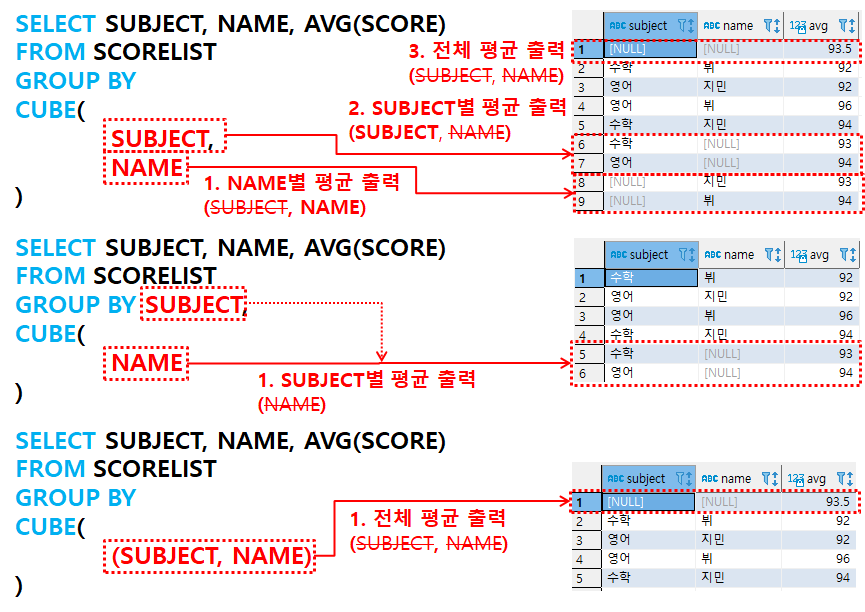 SELECT SUBJECT, NAME, AVG(SCORE)
FROM SCORELIST
GROUP BY
CUBE(
SUBJECT,
NAME
)
3. 전체 평균 출력
(SUBJECT, NAME)
2. SUBJECT별 평균 출력
(SUBJECT, NAME)
1. NAME별 평균 출력
(SUBJECT, NAME)
ABC subject ABC name 123 avg
1 [NULL] [NULL] 93.5
2 수학 뷔 92
3 영어 지민 92
4 영어 뷔 96
5 수학 지민 94
6 수학 [NULL] 93
7 영어 [NULL] 94
8 [NULL] 지민 93
9 [NULL] 뷔 94
SELECT SUBJECT, NAME, AVG(SCORE)
FROM SCORELIST
GROUP BY SUBJECT,
CUBE(
NAME
)
1. SUBJECT별 평균 출력
(NAME)
ABC subject ABC name 123 avg
1 수학 뷔 92
2 영어 지민 92
3 영어 뷔 96
4 수학 지민 94
5 수학 [NULL] 93
6 영어 [NULL] 94
SELECT SUBJECT, NAME, AVG(SCORE)
FROM SCORELIST
GROUP BY
CUBE(
(SUBJECT, NAME)
)
1. 전체 평균 출력
(SUBJECT, NAME)
ABC subject ABC name 123 avg
1 [NULL] [NULL] 93.5
2 수학 뷔 92
3 영어 지민 92
4 영어 뷔 96
5 수학 지민 94